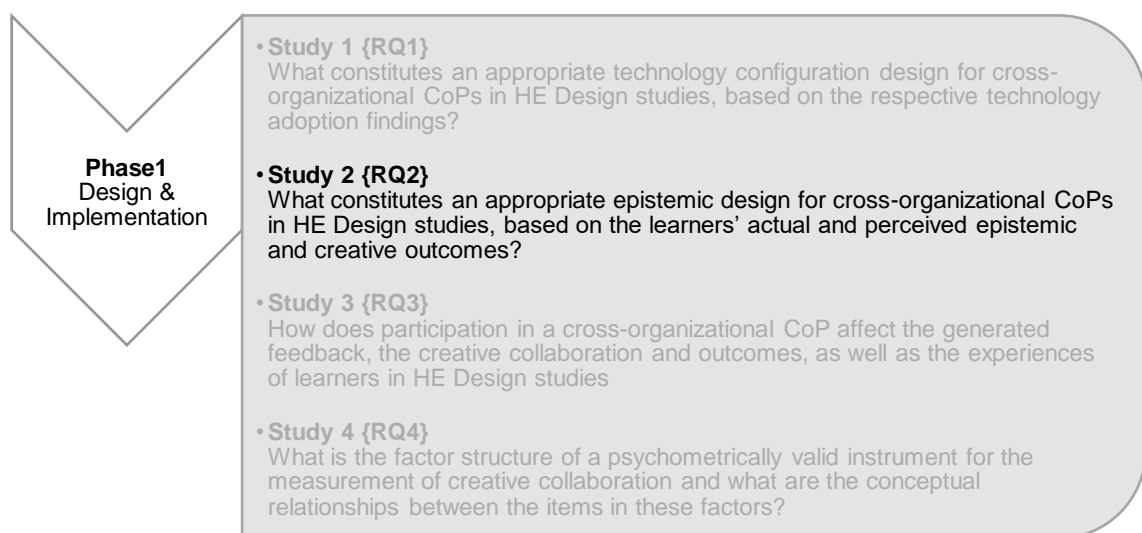 Phase1
Design &
Implementation
• Study 1 {RQ1}
What constitutes an appropriate technology configuration design for cross-
organizational CoPs in HE Design studies, based on the respective technology
adoption findings?
• Study 2 {RQ2}
What constitutes an appropriate epistemic design for cross-organizational CoPs
in HE Design studies, based on the learners’ actual and perceived epistemic
and creative outcomes?
• Study 3 {RQ3}
How does participation in a cross-organizational CoP affect the generated
feedback, the creative collaboration and outcomes, as well as the experiences
of learners in HE Design studies
• Study 4 {RQ4}
What is the factor structure of a psychometrically valid instrument for the
measurement of creative collaboration and what are the conceptual
relationships between the items in these factors?